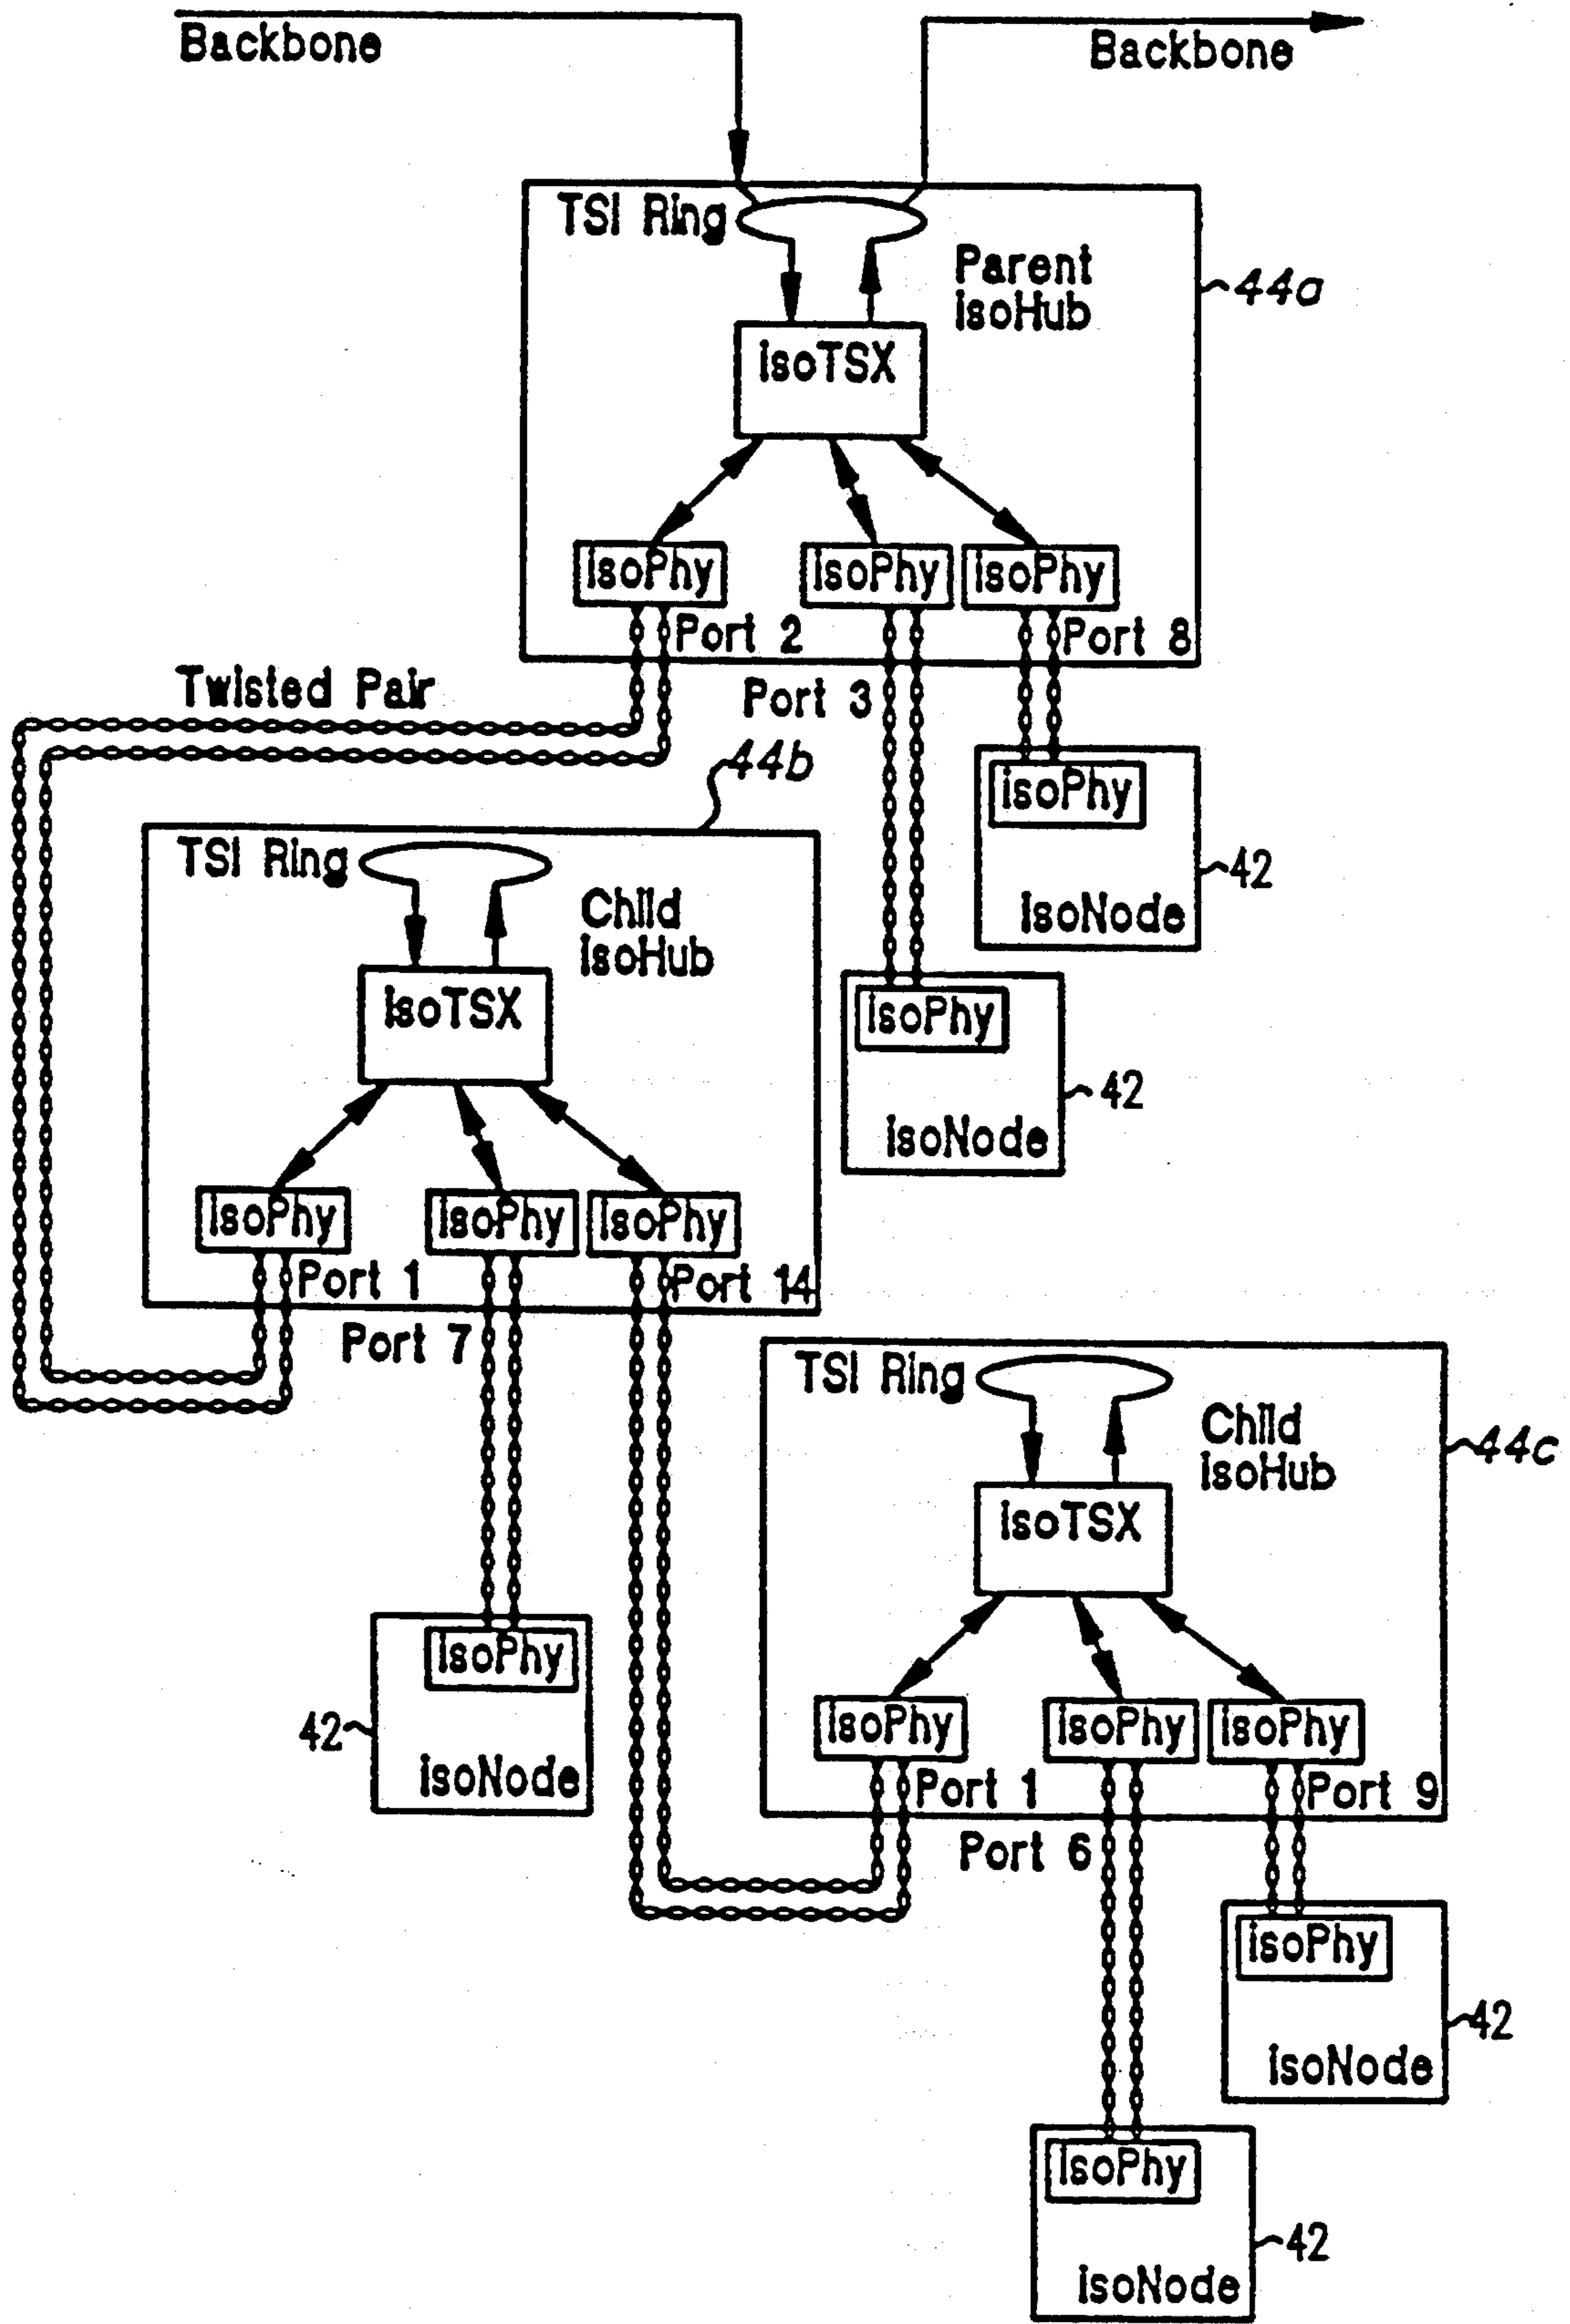 Backbone
Backbone
TSI Ring
Parent
isoHub
44a
isoTSX
isoPhy
isoPhy
isoPhy
Port 2
Port 8
Twisted Pair
Port 3
44b
isoPhy
42
isoNode
TSI Ring
Child
isoHub
isoTSX
isoPhy
42
isoNode
isoPhy
isoPhy
isoPhy
Port 1
Port 14
Port 7
TSI Ring
Child
isoHub
44c
isoTSX
isoPhy
42
isoNode
isoPhy
isoPhy
isoPhy
Port 1
Port 9
Port 6
isoPhy
42
isoNode
isoPhy
42
isoNode